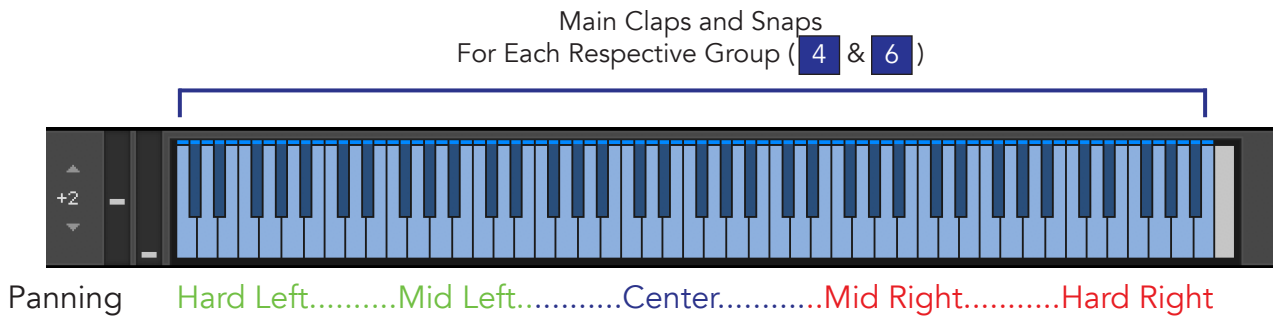 Main Claps and Snaps
For Each Respective Group ( 4 & 6 )
+2
Panning Hard Left..........Mid Left............Center............Mid Right...........Hard Right